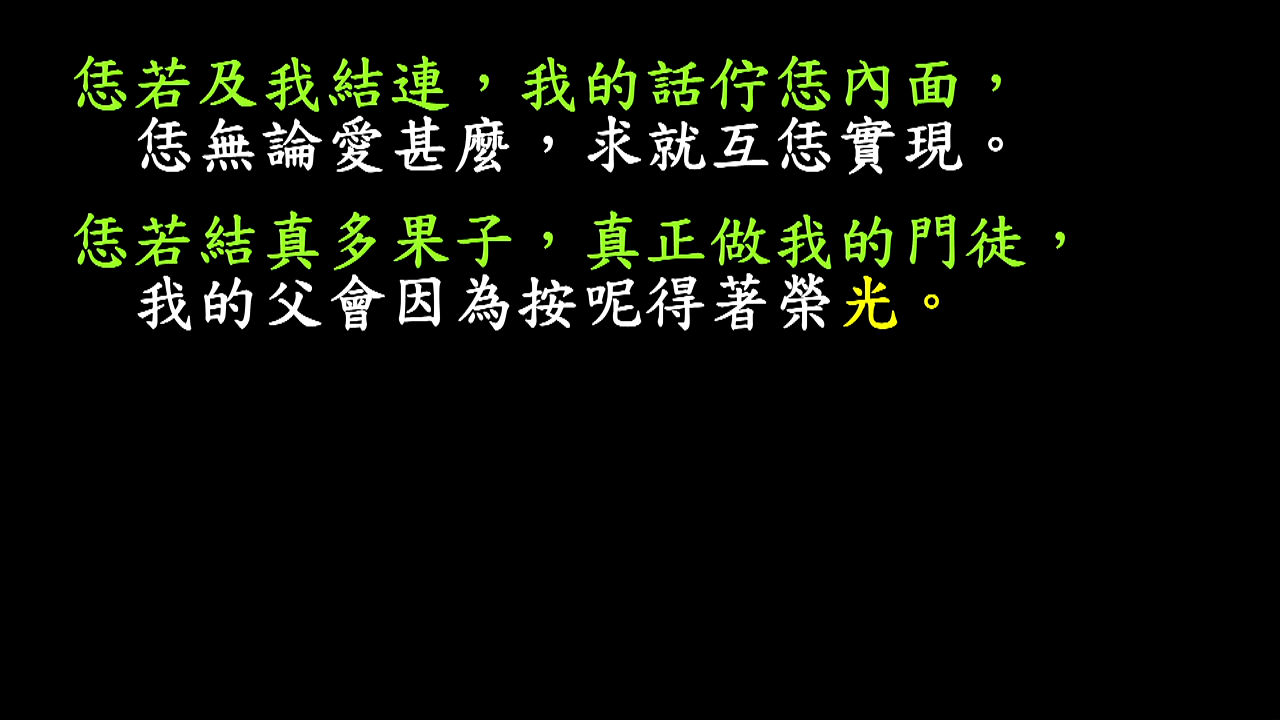 恁若及我結連，我的話佇恁內面，
恁無論愛甚麼，求就互恁實現。
恁若結真多果子，真正做我的門徒，
我的父會因為按呢得著榮光。